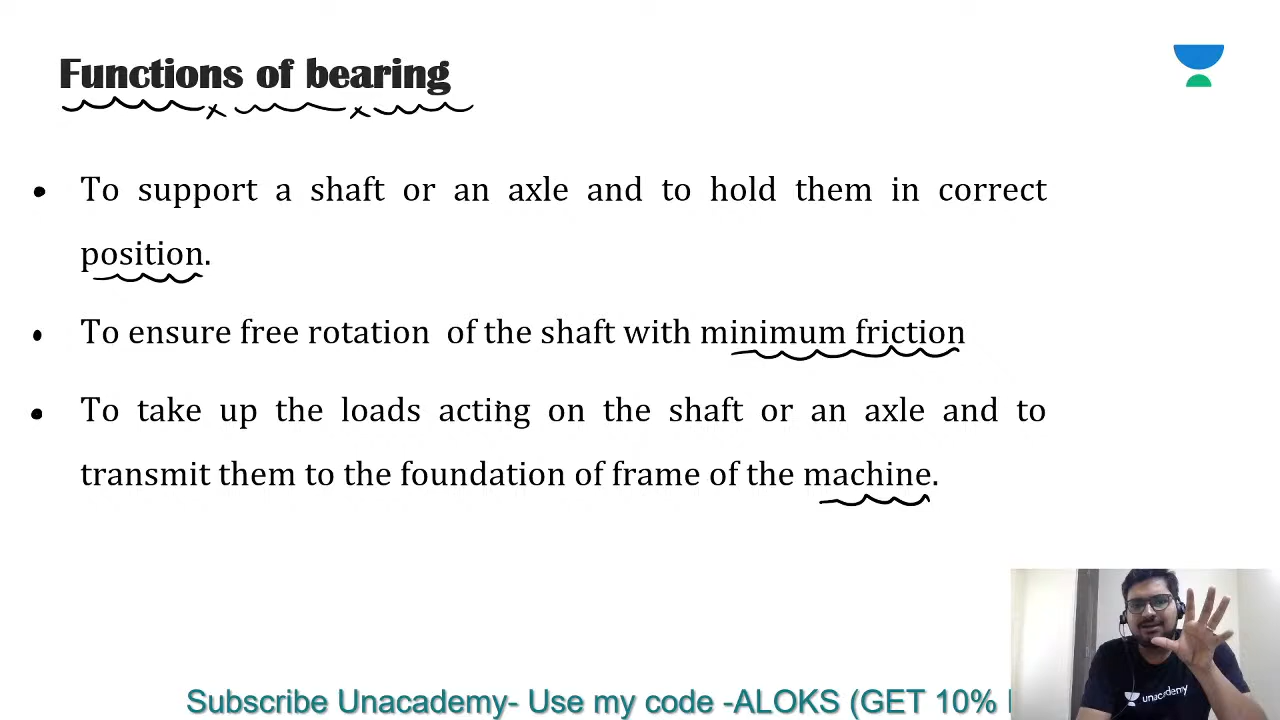 Functions of bearing
• To support a shaft or an axle and to hold them in correct
position.
• To ensure free rotation of the shaft with minimum friction
• To take up the loads acting on the shaft or an axle and to
transmit them to the foundation of frame of the machine.
unacademy
Subscribe Unacademy- Use my code -ALOKS (GET 10%